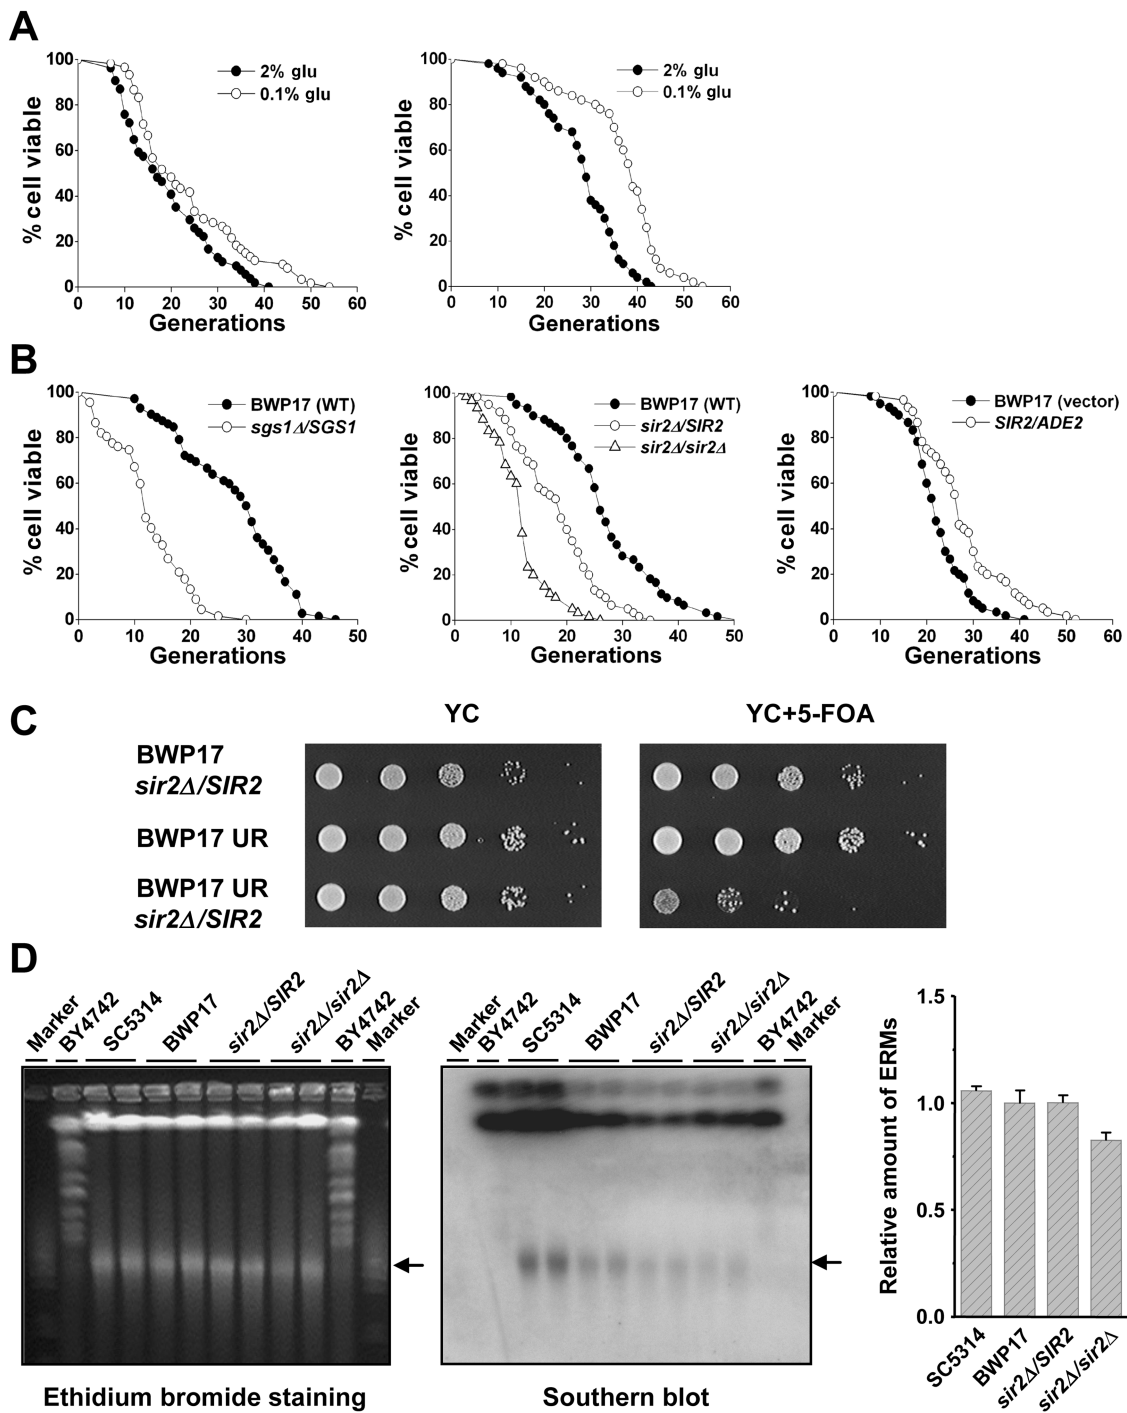 A
100
80
60
40
20
0
% cell viable
2% glu
0.1% glu
0 10 20 30 40 50 60
Generations
100
80
60
40
20
0
% cell viable
2% glu
0.1% glu
0 10 20 30 40 50 60
Generations
B
100
80
60
40
20
0
% cell viable
BWP17 (WT)
sgs1Δ/SGS1
0 10 20 30 40 50
Generations
100
80
60
40
20
0
% cell viable
BWP17 (WT)
sir2Δ/SIR2
sir2Δ/sir2Δ
0 10 20 30 40 50
Generations
100
80
60
40
20
0
% cell viable
BWP17 (vector)
SIR2/ADE2
0 10 20 30 40 50 60
Generations
C
YC
YC+5-FOA
BWP17
sir2Δ/SIR2
BWP17 UR
BWP17 UR
sir2Δ/SIR2
D
Marker
BY4742
SC5314
BWP17
sir2Δ/SIR2
sir2Δ/sir2Δ
BY4742
Marker
Ethidium bromide staining
Marker
BY4742
SC5314
BWP17
sir2Δ/SIR2
sir2Δ/sir2Δ
BY4742
Marker
Southern blot
Relative amount of ERMs
1.5
1.0
0.5
0.0
SC5314
BWP17
sir2Δ/SIR2
sir2Δ/sir2Δ